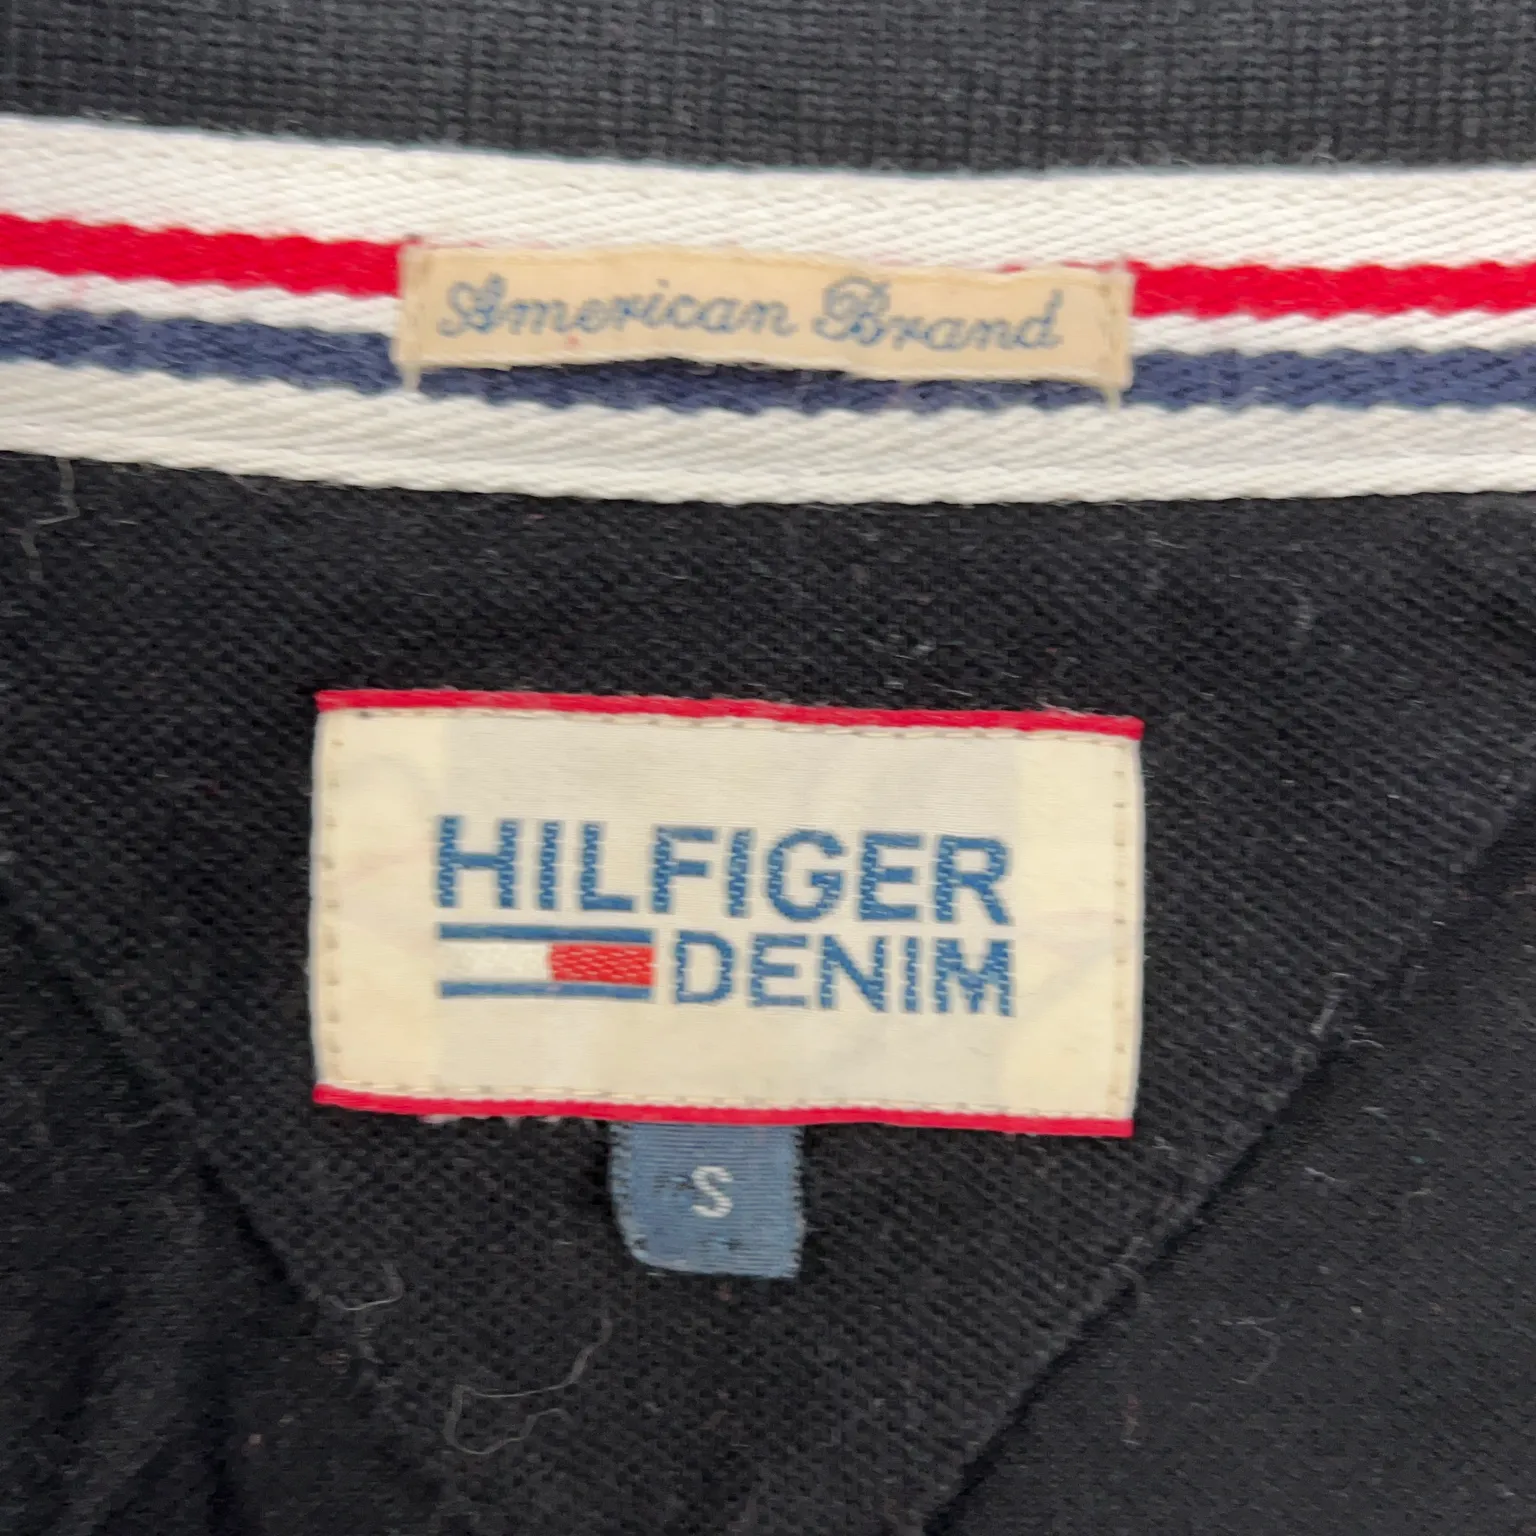 American Brand
HILFIGER
DENIM
S